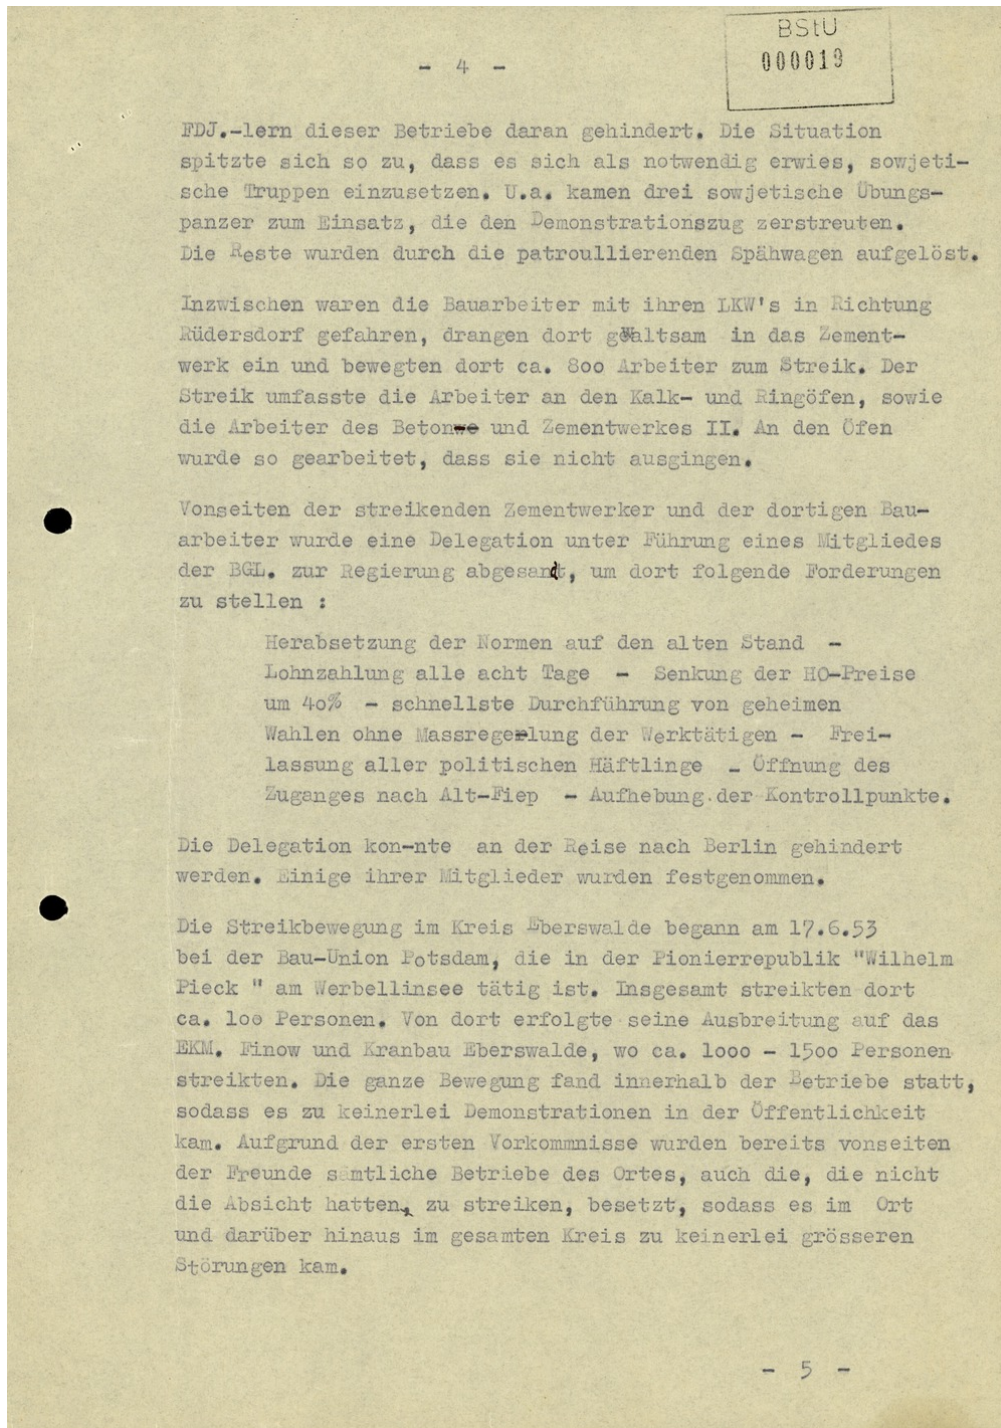 BStU
000019
- 4 -
FDJ.-lern dieser Betriebe daran gehindert. Die Situation
spitzte sich so zu, dass es sich als notwendig erwies, sowjeti-
sche Truppen einzusetzen. U.a. kamen drei sowjetische Übungs-
panzer zum Einsatz, die den Demonstrationszug zerstreuten.
Die Reste wurden durch die patroullierenden Spähwagen aufgelöst.
Inzwischen waren die Bauarbeiter mit ihren LKW's in Richtung
Rüdersdorf gefahren, drangen dort gewaltsam in das Zement-
werk ein und bewegten dort ca. 800 Arbeiter zum Streik. Der
Streik umfasste die Arbeiter an den Kalk- und Ringöfen, sowie
die Arbeiter des Beton und Zementwerkes II. An den Öfen
wurde so gearbeitet, dass sie nicht ausgingen.
Vonseiten der streikenden Zementwerker und der dortigen Bau-
arbeiter wurde eine Delegation unter Führung eines Mitgliedes
der BGL. zur Regierung abgesandt, um dort folgende Forderungen
zu stellen :
Herabsetzung der Normen auf den alten Stand -
Lohnzahlung alle acht Tage - Senkung der HO-Preise
um 40% - schnellste Durchführung von geheimen
Wahlen ohne Massregelung der Werktätigen - Frei-
lassung aller politischen Häftlinge - Öffnung des
Zuganges nach Alt-Fiep - Aufhebung der Kontrollpunkte.
Die Delegation kon-nte an der Reise nach Berlin gehindert
werden. Einige ihrer Mitglieder wurden festgenommen.
Die Streikbewegung im Kreis Eberswalde begann am 17.6.53
bei der Bau-Union Potsdam, die in der Pionierrepublik "Wilhelm
Pieck " am Werbellinsee tätig ist. Insgesamt streikten dort
ca. 100 Personen. Von dort erfolgte seine Ausbreitung auf das
EKM. Finow und Kranbau Eberswalde, wo ca. 1000 - 1500 Personen
streikten. Die ganze Bewegung fand innerhalb der Betriebe statt,
sodass es zu keinerlei Demonstrationen in der Öffentlichkeit
kam. Aufgrund der ersten Vorkommnisse wurden bereits vonseiten
der Freunde sämtliche Betriebe des Ortes, auch die, die nicht
die Absicht hatten, zu streiken, besetzt, sodass es im Ort
und darüber hinaus im gesamten Kreis zu keinerlei grösseren
Störungen kam.
- 5 -